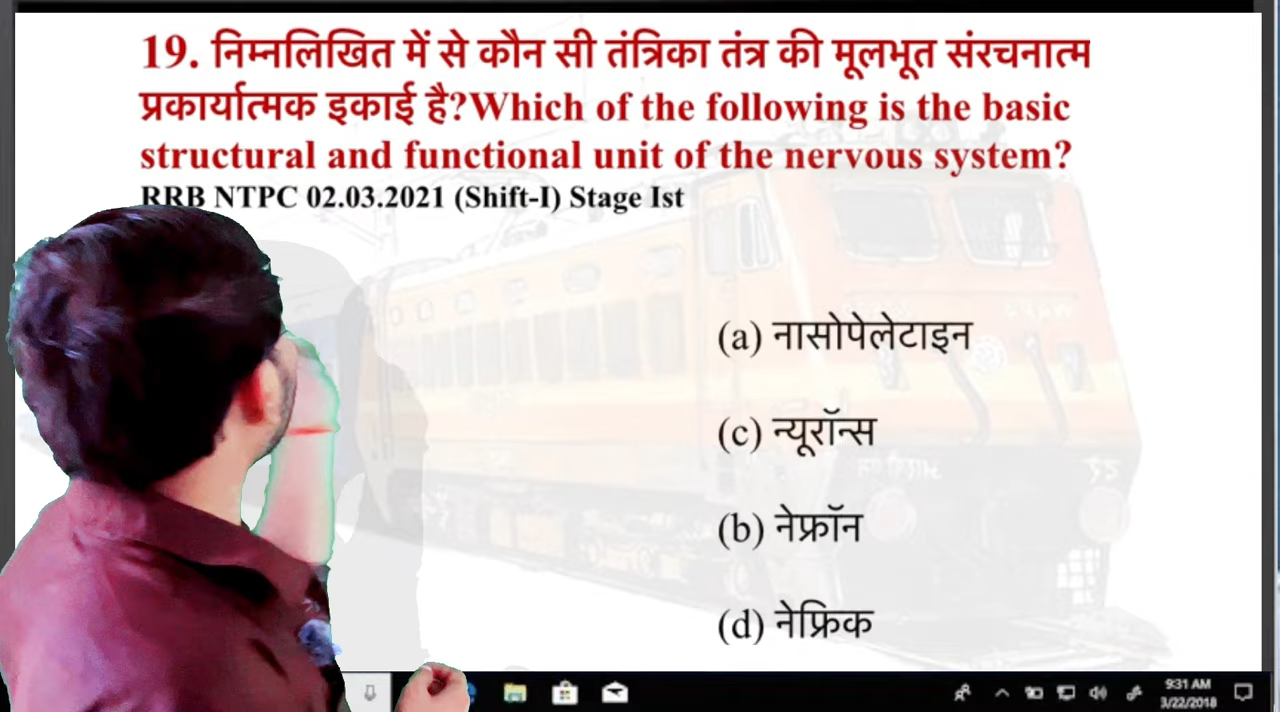 19. निम्नलिखित में से कौन सी तंत्रिका तंत्र की मूलभूत संरचनात्म
प्रकार्यात्मक इकाई है?Which of the following is the basic
structural and functional unit of the nervous system?
RRB NTPC 02.03.2021 (Shift-I) Stage Ist
(a) नासोपेलेटाइन
(c) न्यूरॉन्स
(b) नेफ्रॉन
(d) नेफ्रिक
9:31 AM
3/22/2018